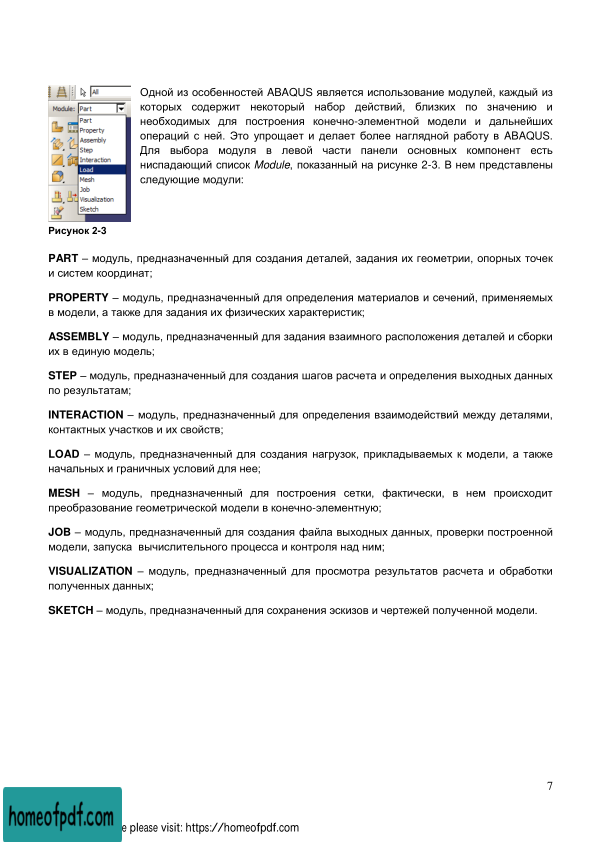 All
Module: Part
Part
Property
Assembly
Step
Interaction
Load
Mesh
Job
Visualization
Sketch
Рисунок 2-3
Одной из особенностей ABAQUS является использование модулей, каждый из
которых содержит некоторый набор действий, близких по значению и
необходимых для построения конечно-элементной модели и дальнейших
операций с ней. Это упрощает и делает более наглядной работу в ABAQUS.
Для выбора модуля в левой части панели основных компонент есть
ниспадающий список Module, показанный на рисунке 2-3. В нем представлены
следующие модули:
PART – модуль, предназначенный для создания деталей, задания их геометрии, опорных точек
и систем координат;
PROPERTY – модуль, предназначенный для определения материалов и сечений, применяемых
в модели, а также для задания их физических характеристик;
ASSEMBLY – модуль, предназначенный для задания взаимного расположения деталей и сборки
их в единую модель;
STEP – модуль, предназначенный для создания шагов расчета и определения выходных данных
по результатам;
INTERACTION – модуль, предназначенный для определения взаимодействий между деталями,
контактных участков и их свойств;
LOAD – модуль, предназначенный для создания нагрузок, прикладываемых к модели, а также
начальных и граничных условий для нее;
MESH – модуль, предназначенный для построения сетки, фактически, в нем происходит
преобразование геометрической модели в конечно-элементную;
JOB – модуль, предназначенный для создания файла выходных данных, проверки построенной
модели, запуска вычислительного процесса и контроля над ним;
VISUALIZATION – модуль, предназначенный для просмотра результатов расчета и обработки
полученных данных;
SKETCH – модуль, предназначенный для сохранения эскизов и чертежей полученной модели.
7
homeofpdf.com
e please visit: https://homeofpdf.com